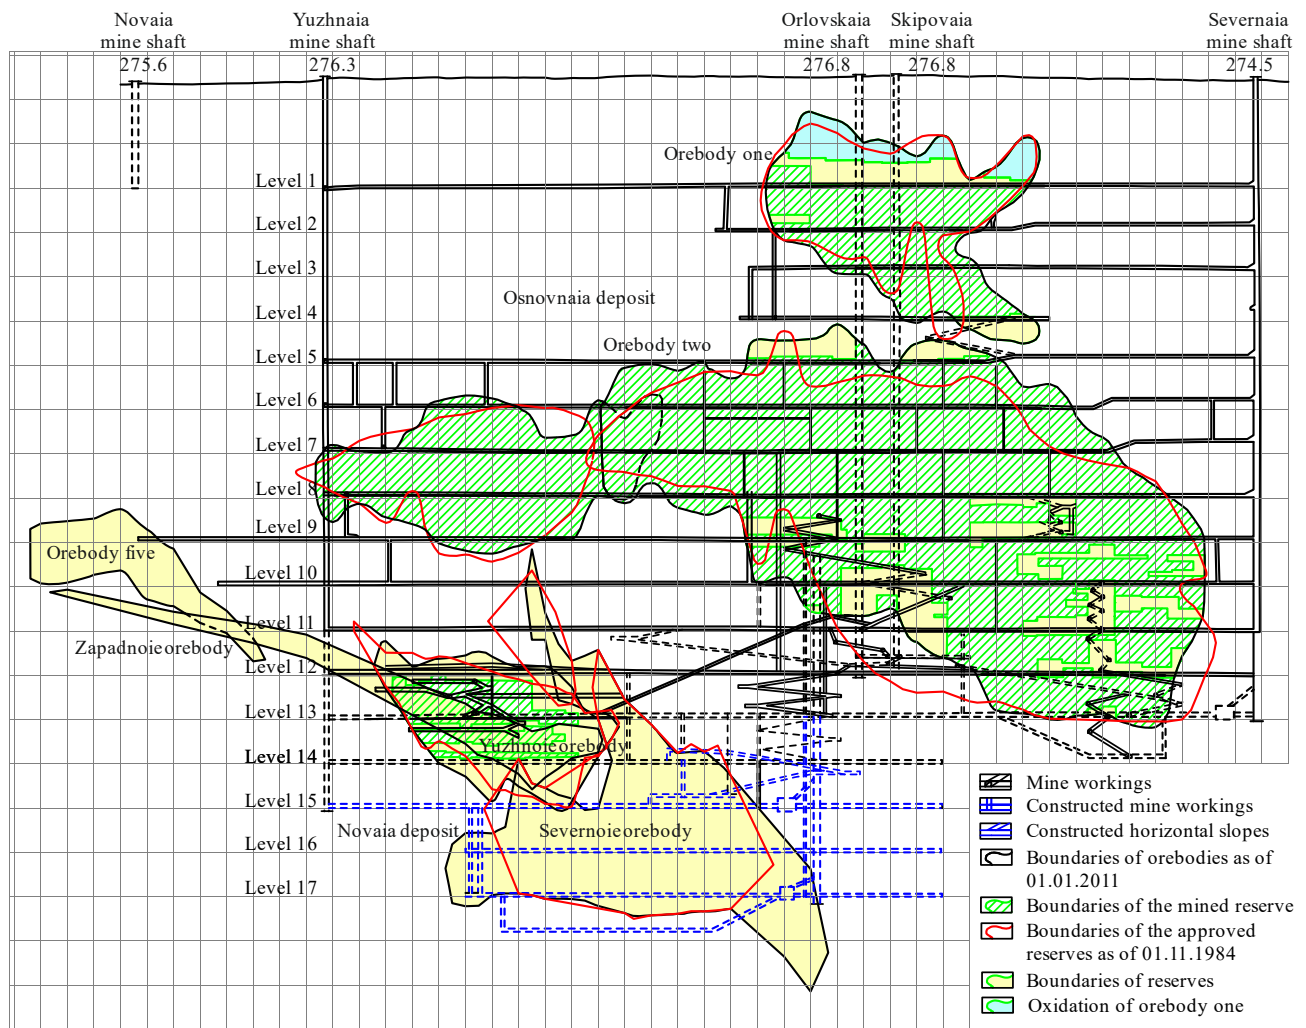 Novaia
mine shaft
Yuzhnaia
mine shaft
Orlovskaia
mine shaft
Skipovaia
mine shaft
Severnaia
mine shaft
275.6
276.3
276.8
276.8
274.5
Orebody one
Level 1
Level 2
Level 3
Osnovnaia deposit
Level 4
Orebody two
Level 5
Level 6
Level 7
Level 8
Level 9
Orebody five
Level 10
Level 11
Zapadnoie orebody
Level 12
Level 13
Yuzhnoie orebody
Level 14
Level 15
Novaia deposit
Severnoie orebody
Level 16
Level 17
Mine workings
Constructed mine workings
Constructed horizontal slopes
Boundaries of orebodies as of
01.01.2011
Boundaries of the mined reserve
Boundaries of the approved
reserves as of 01.11.1984
Boundaries of reserves
Oxidation of orebody one